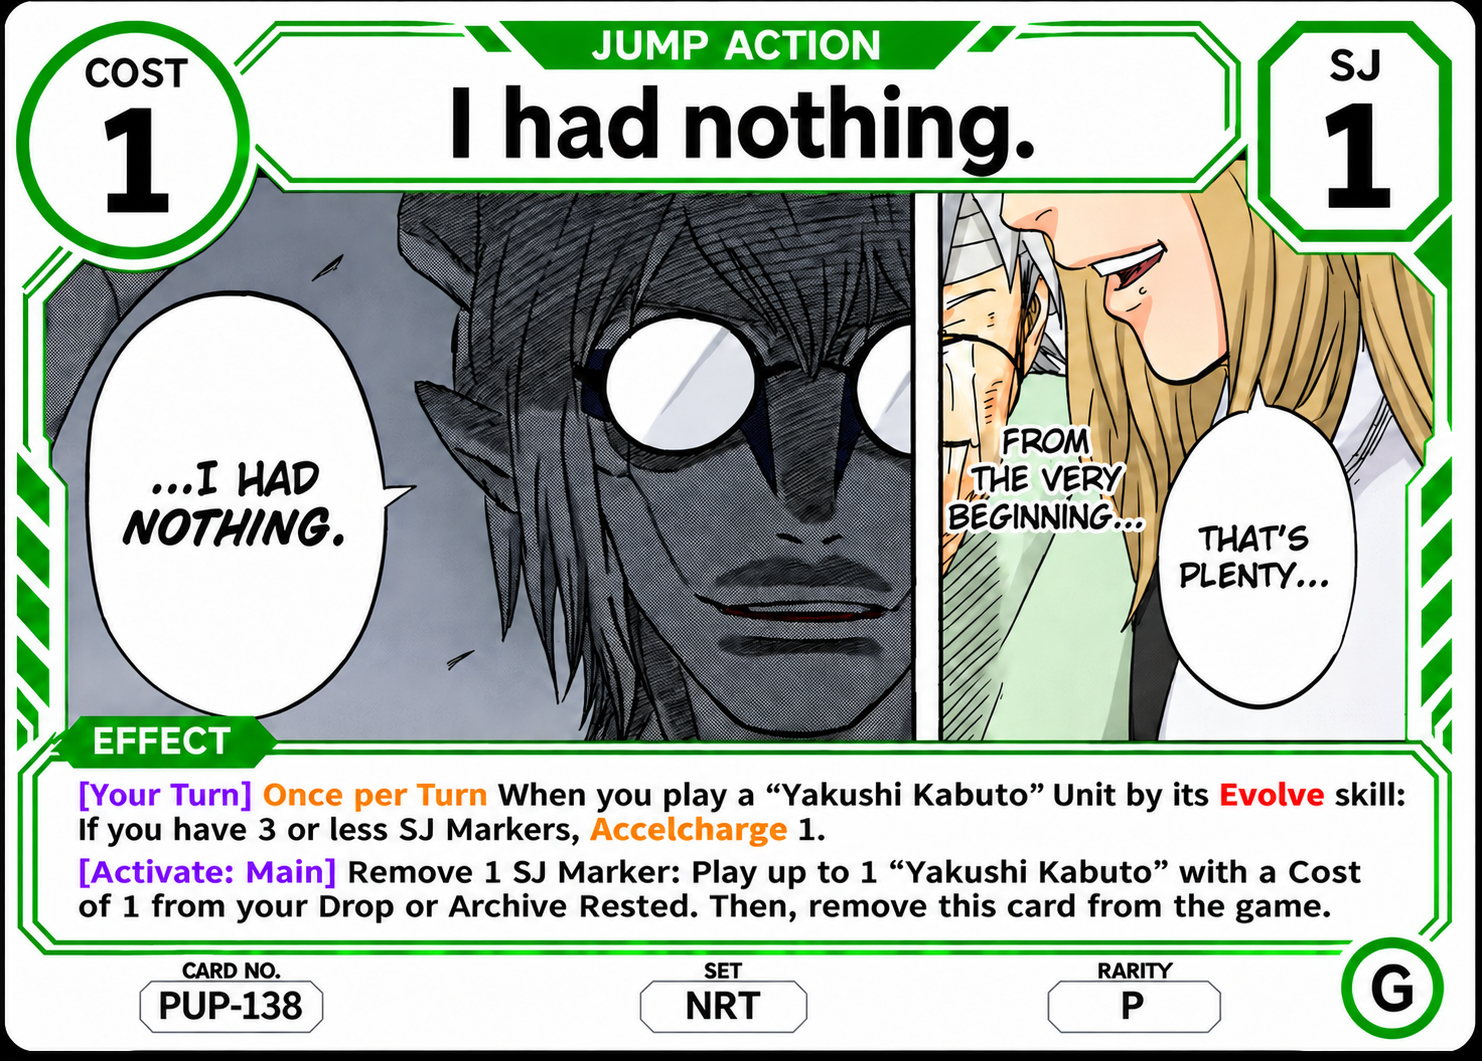 COST
1
JUMP ACTION
I had nothing.
SJ
1
...I HAD
NOTHING.
FROM
THE VERY
BEGINNING...
THAT'S
PLENTY...
EFFECT
[Your Turn] Once per Turn When you play a “Yakushi Kabuto” Unit by its Evolve skill:
If you have 3 or less SJ Markers, Accelcharge 1.
[Activate: Main] Remove 1 SJ Marker: Play up to 1 “Yakushi Kabuto” with a Cost
of 1 from your Drop or Archive Rested. Then, remove this card from the game.
CARD NO.
PUP-138
SET
NRT
RARITY
P
G